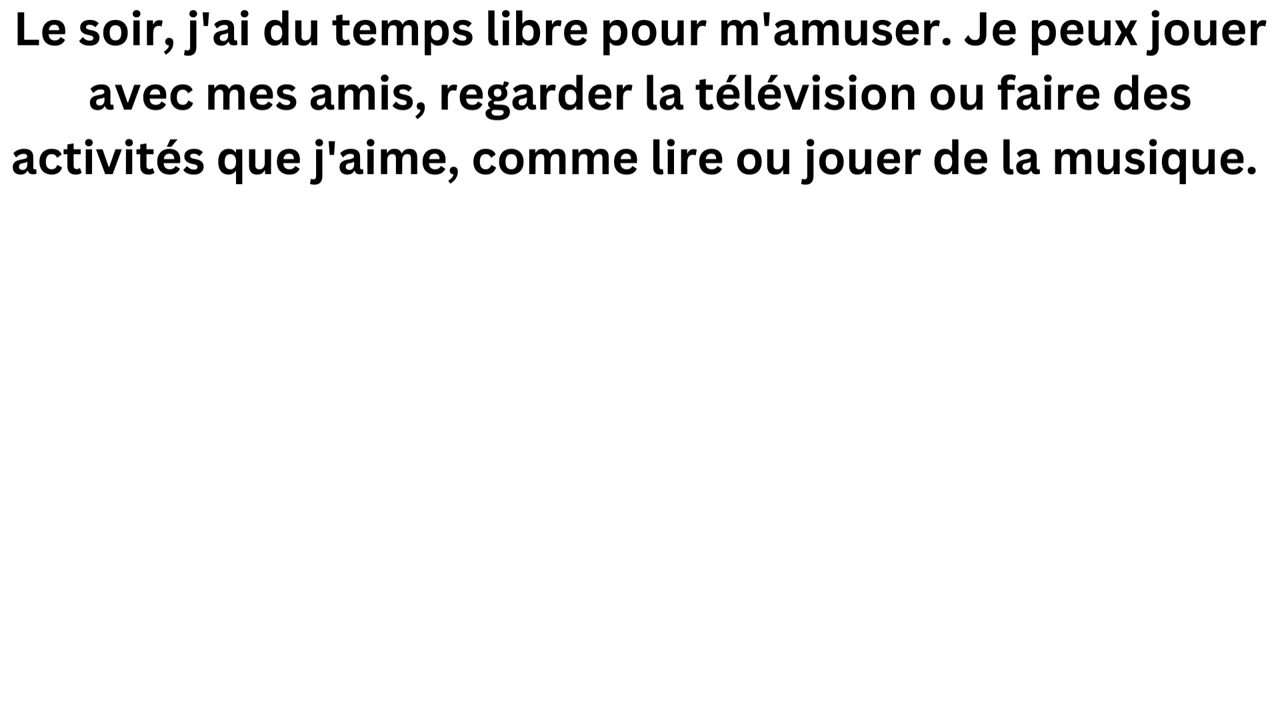 Le soir, j'ai du temps libre pour m'amuser. Je peux jouer
avec mes amis, regarder la télévision ou faire des
activités que j'aime, comme lire ou jouer de la musique.